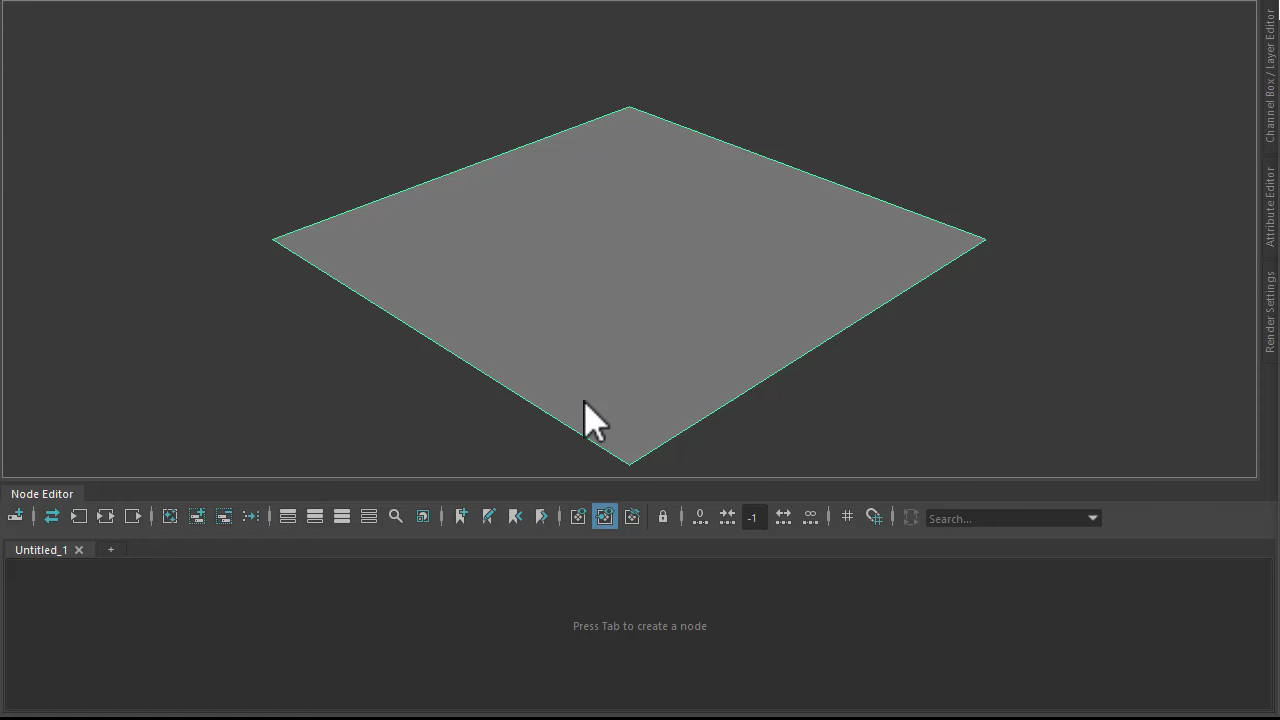 Channel Box / Layer Editor
Attribute Editor
Render Settings
Node Editor
0
-1
Search...
Untitled_1
+
Press Tab to create a node